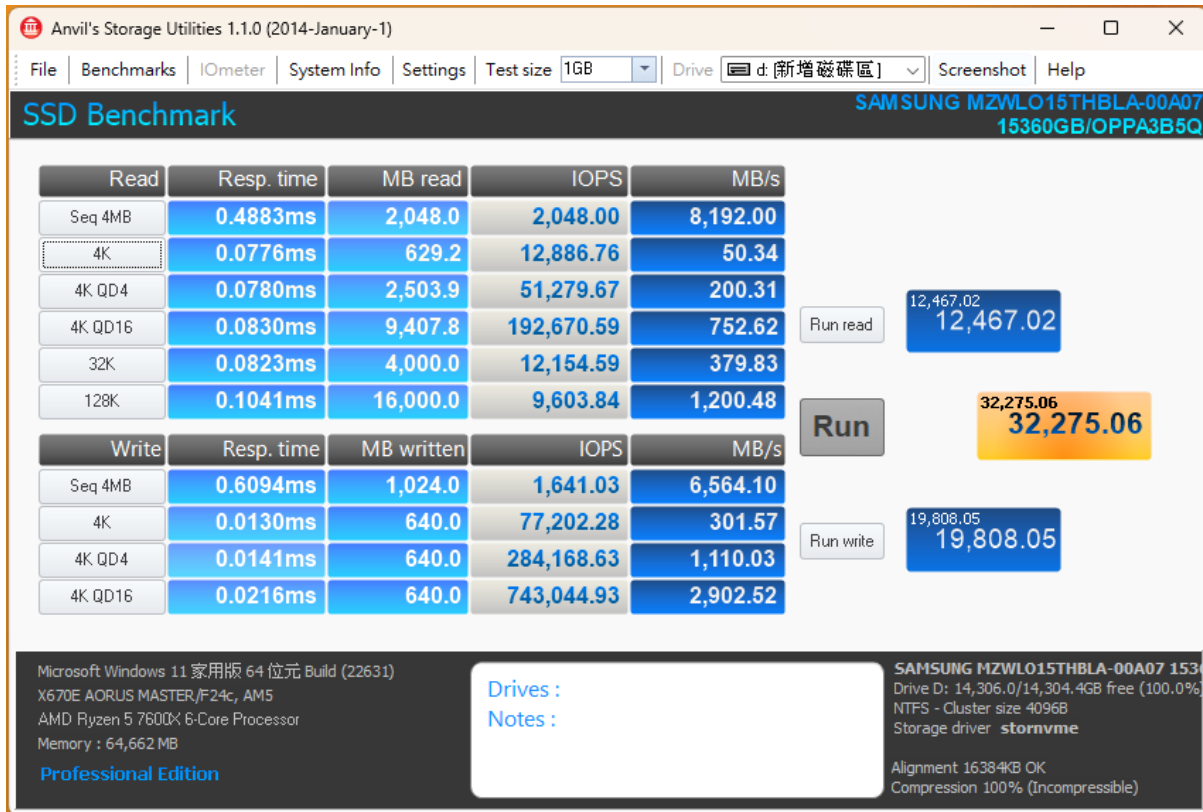 Anvil's Storage Utilities 1.1.0 (2014-January-1)
File Benchmarks IOmeter System Info Settings Test size 1GB Drive d: [新增磁碟區] Screenshot Help
SSD Benchmark
SAMSUNG MZWLO15THBLA-00A07
15360GB/OPPA3B5Q
Read Resp. time MB read IOPS MB/s
Seq 4MB 0.4883ms 2,048.0 2,048.00 8,192.00
4K 0.0776ms 629.2 12,886.76 50.34
4K QD4 0.0780ms 2,503.9 51,279.67 200.31
4K QD16 0.0830ms 9,407.8 192,670.59 752.62
32K 0.0823ms 4,000.0 12,154.59 379.83
128K 0.1041ms 16,000.0 9,603.84 1,200.48
Run read
12,467.02
12,467.02
Run
32,275.06
32,275.06
Write Resp. time MB written IOPS MB/s
Seq 4MB 0.6094ms 1,024.0 1,641.03 6,564.10
4K 0.0130ms 640.0 77,202.28 301.57
4K QD4 0.0141ms 640.0 284,168.63 1,110.03
4K QD16 0.0216ms 640.0 743,044.93 2,902.52
Run write
19,808.05
19,808.05
Microsoft Windows 11 家用版 64 位元 Build (22631)
X670E AORUS MASTER/F24c, AM5
AMD Ryzen 5 7600X 6-Core Processor
Memory : 64,662 MB
Professional Edition
Drives :
Notes :
SAMSUNG MZWLO15THBLA-00A07 153
Drive D: 14,306.0/14,304.4GB free (100.0%)
NTFS - Cluster size 4096B
Storage driver stornvme
Alignment 16384KB OK
Compression 100% (Incompressible)